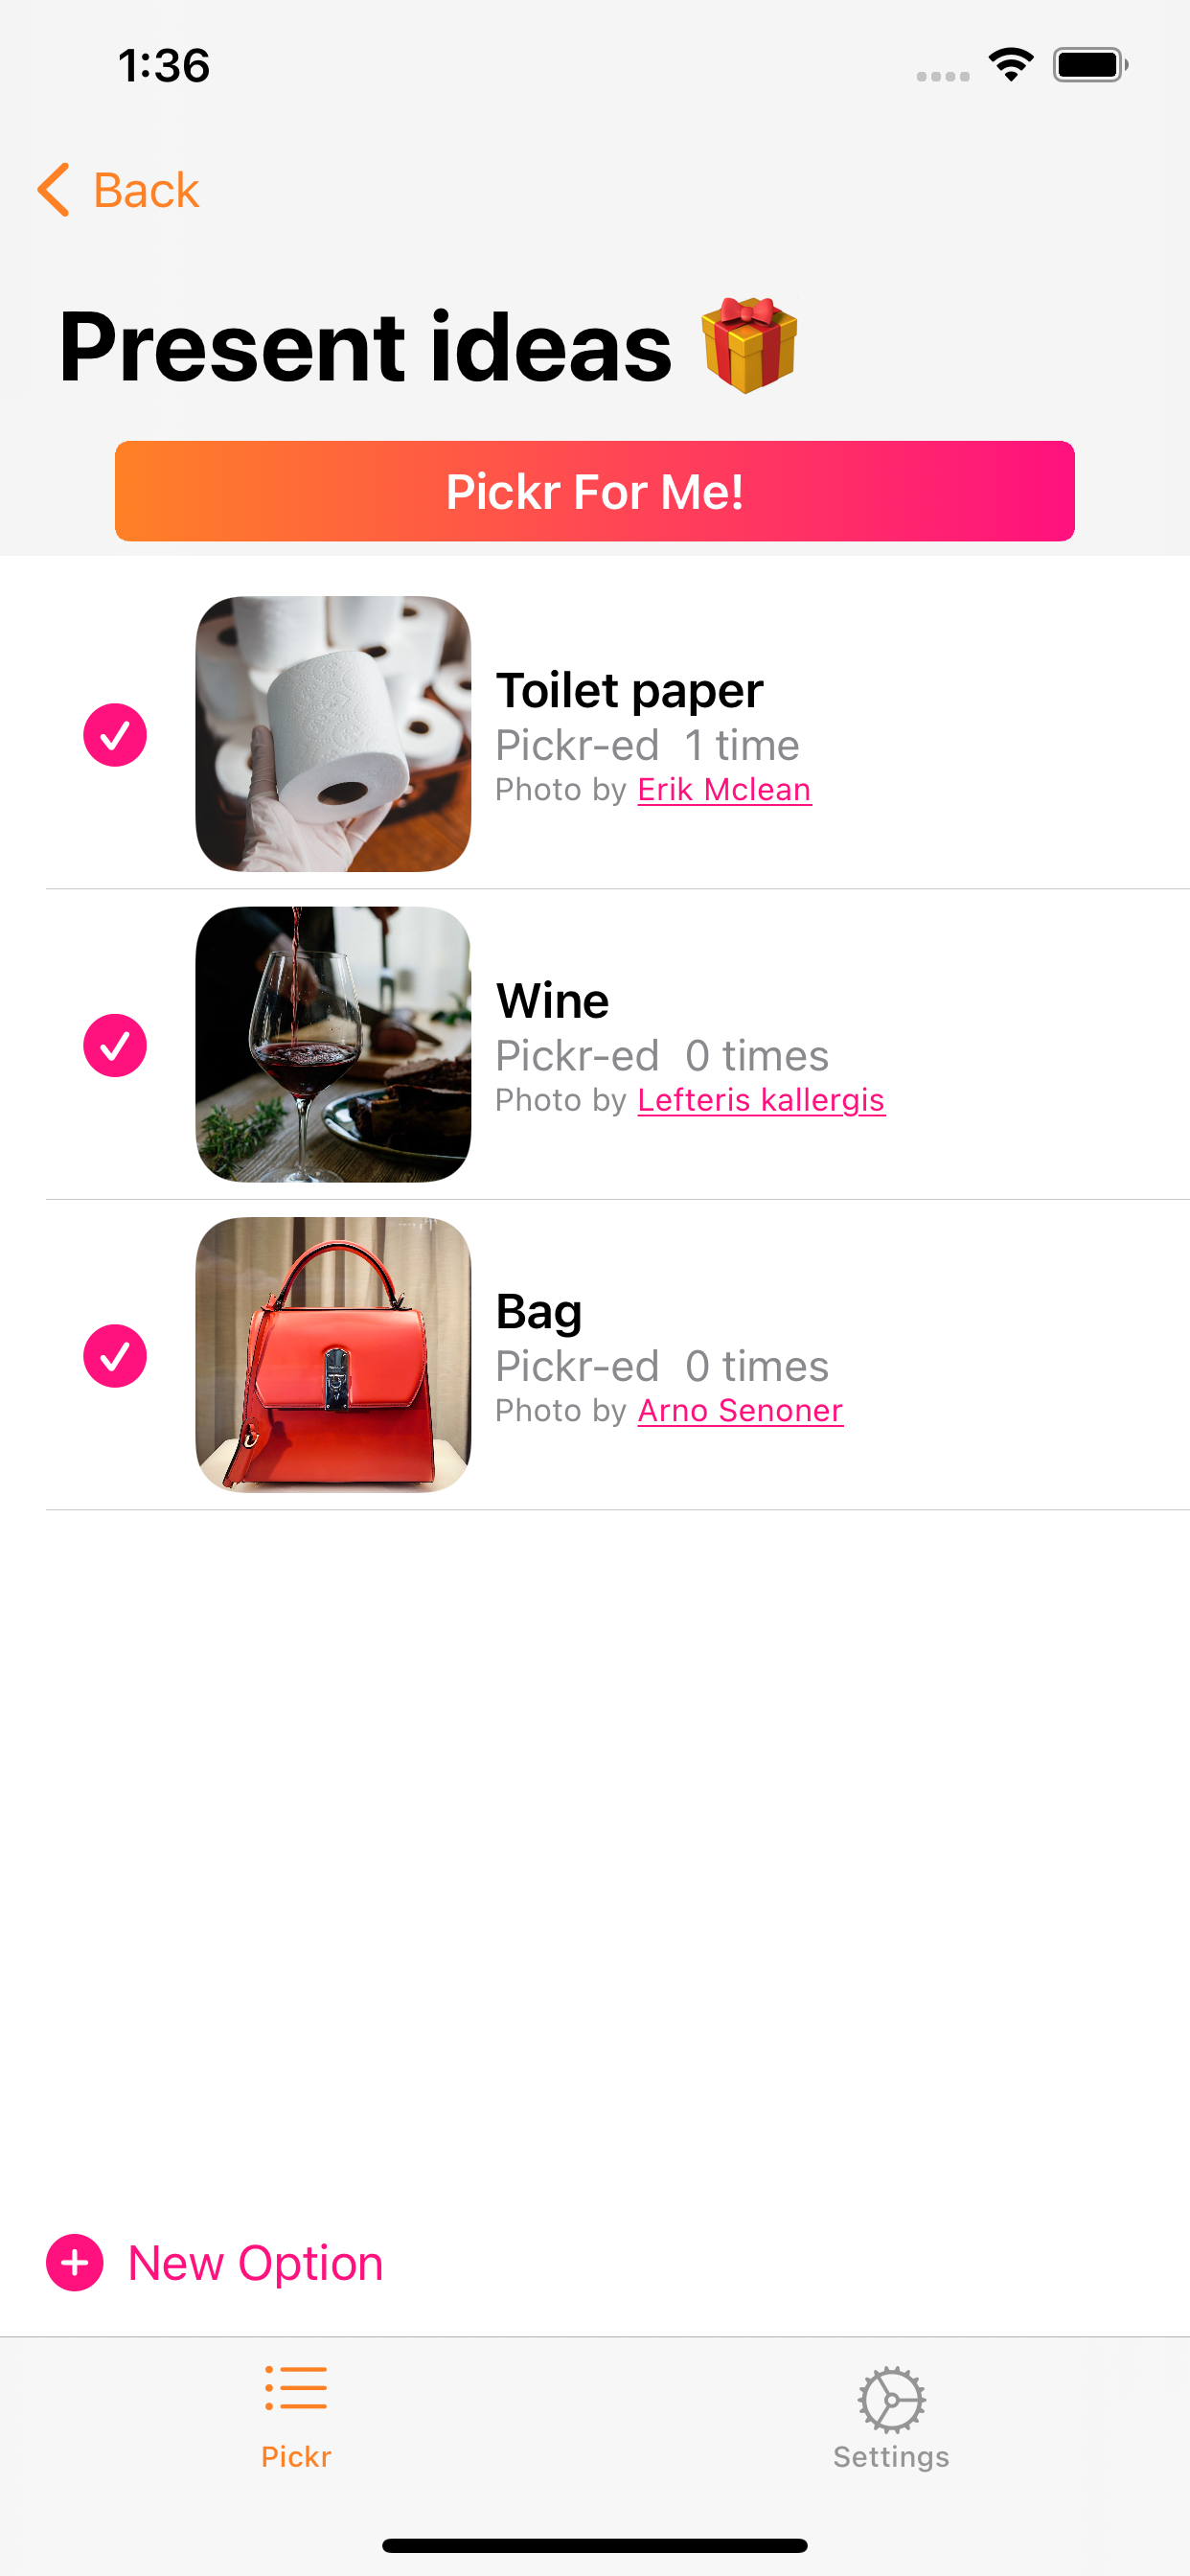 1:36
Back
Present ideas 🎁
Pickr For Me!
Toilet paper
Pickr-ed 1 time
Photo by Erik Mclean
Wine
Pickr-ed 0 times
Photo by Lefteris kallergis
Bag
Pickr-ed 0 times
Photo by Arno Senoner
New Option
Pickr
Settings